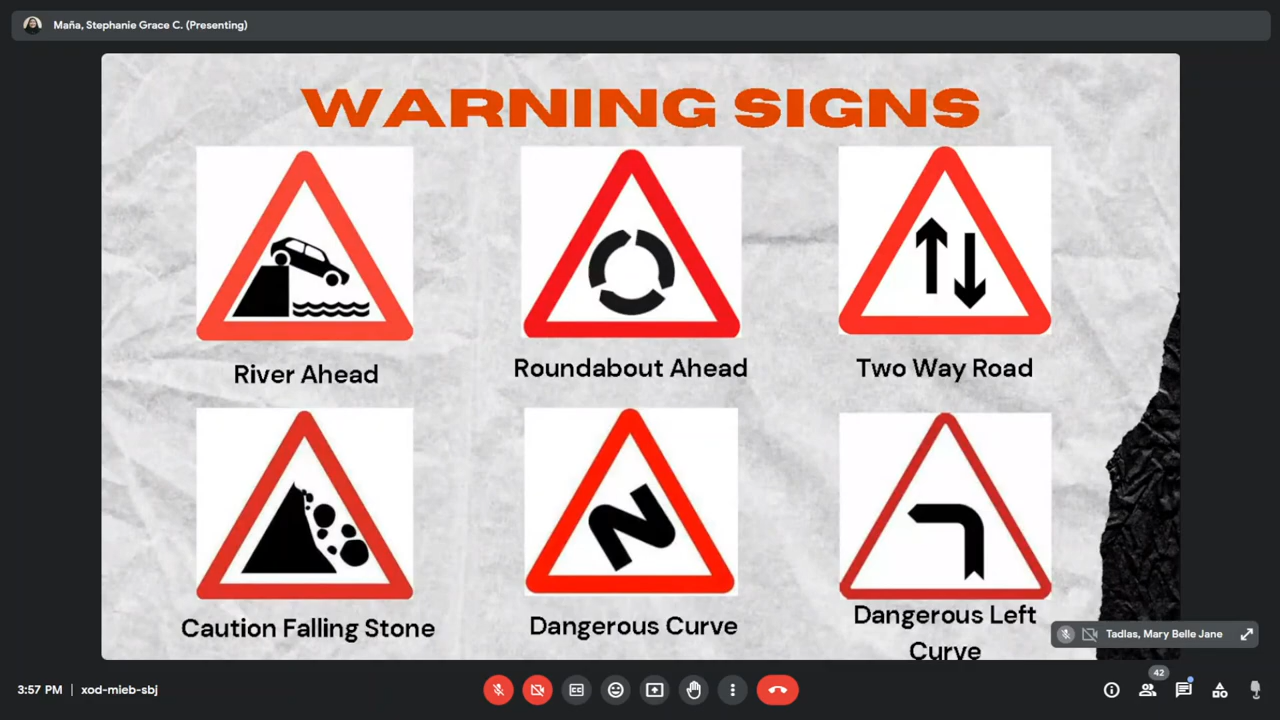 Maña, Stephanie Grace C. (Presenting)
WARNING SIGNS
River Ahead
Roundabout Ahead
Two Way Road
Caution Falling Stone
Dangerous Curve
Dangerous Left
Curve
Tadlas, Mary Belle Jane
42
3:57 PM | xod-mieb-sbj
CC